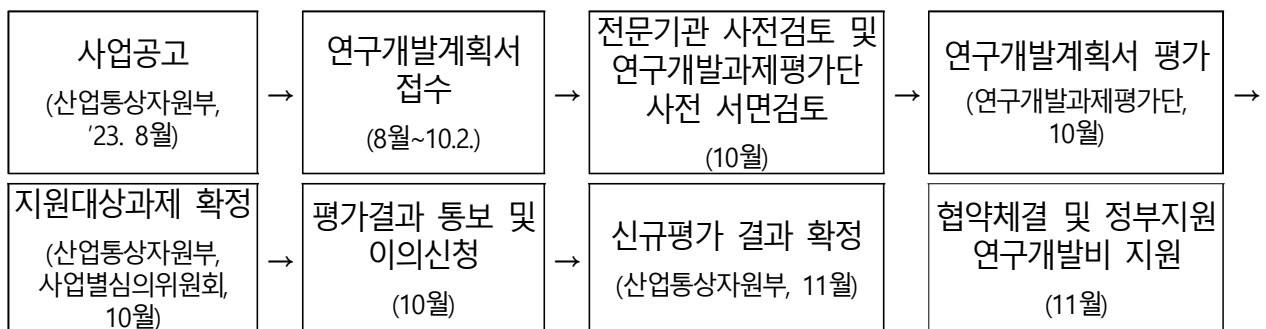 사업공고
(산업통상자원부,
'23. 8월)
→
연구개발계획서
접수
(8월~10.2.)
→
전문기관 사전검토 및
연구개발과제평가단
사전 서면검토
(10월)
→
연구개발계획서 평가
(연구개발과제평가단,
10월)
→
지원대상과제 확정
(산업통상자원부,
사업별심의위원회,
10월)
→
평가결과 통보 및
이의신청
(10월)
→
신규평가 결과 확정
(산업통상자원부, 11월)
협약체결 및 정부지원
연구개발비 지원
(11월)